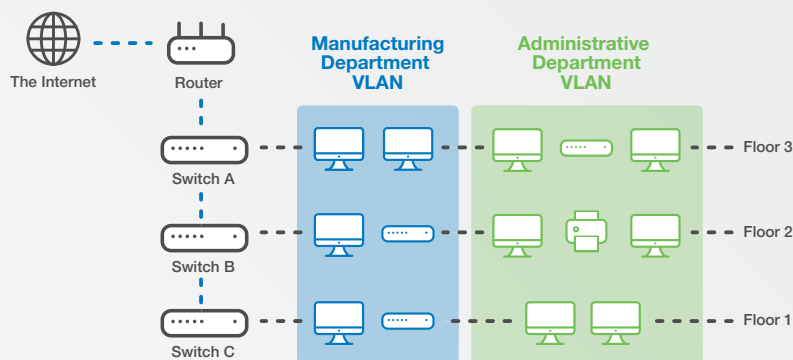 Manufacturing
Department
VLAN
Administrative
Department
VLAN
The Internet
Router
Switch A
Floor 3
Switch B
Floor 2
Switch C
Floor 1